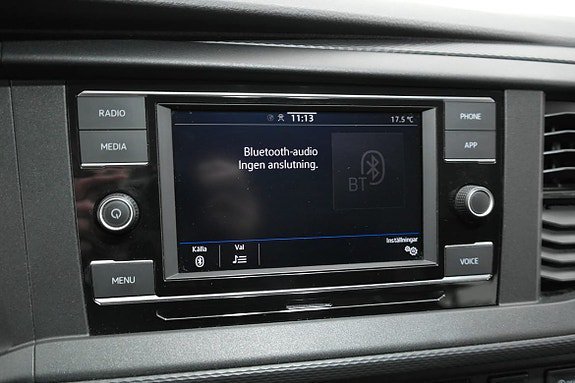 RADIO
MEDIA
MENU
11:13
17.5 °C
Bluetooth-audio
Ingen anslutning.
BT
Källa
Val
Inställningar
PHONE
APP
VOICE